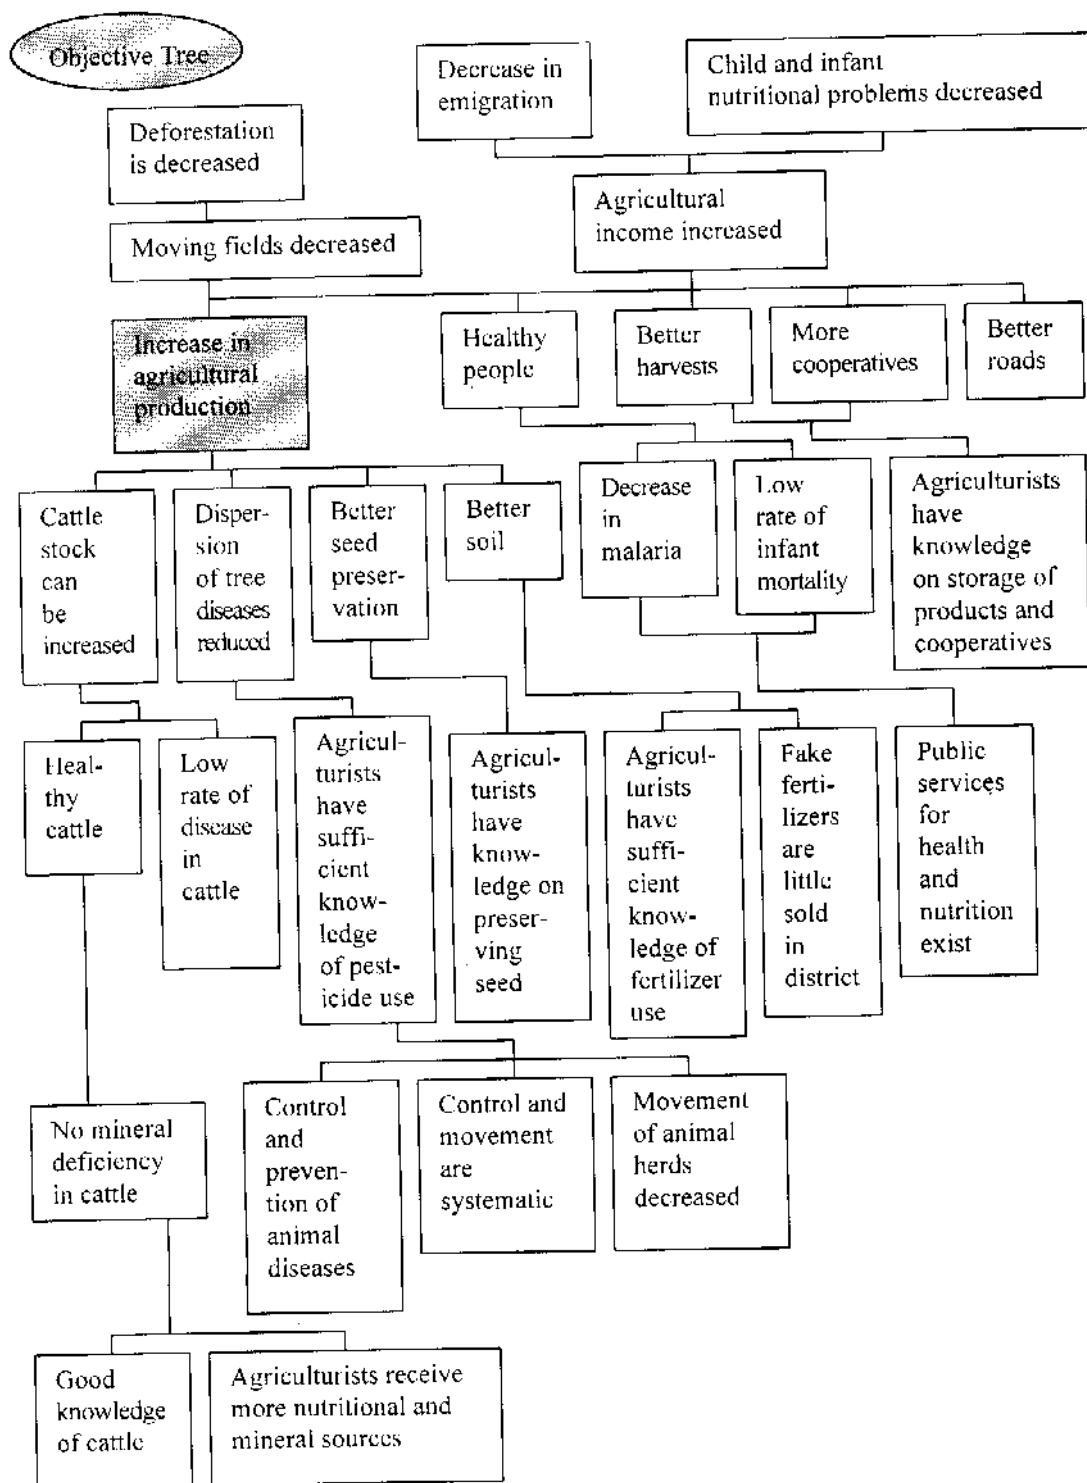 Objective Tree
Decrease in
emigration
Child and infant
nutritional problems decreased
Deforestation
is decreased
Agricultural
income increased
Moving fields decreased
Increase in
agricultural
production
Healthy
people
Better
harvests
More
cooperatives
Better
roads
Cattle
stock
can
be
increased
Disper-
sion
of tree
diseases
reduced
Better
seed
preser-
vation
Better
soil
Decrease
in
malaria
Low
rate of
infant
mortality
Agriculturists
have
knowledge
on storage of
products and
cooperatives
Heal-
thy
cattle
Low
rate of
disease
in
cattle
Agricul-
turists
have
suffi-
cient
know-
ledge
of pest-
icide use
Agricul-
turists
have
know-
ledge on
preser-
ving
seed
Agricul-
turists
have
suffi-
cient
know-
ledge of
fertilizer
use
Fake
ferti-
lizers
are
little
sold
in
district
Public
services
for
health
and
nutrition
exist
No mineral
deficiency
in cattle
Control
and
preven-
tion of
animal
diseases
Control and
movement
are
systematic
Movement
of animal
herds
decreased
Good
knowledge
of cattle
Agriculturists receive
more nutritional and
mineral sources